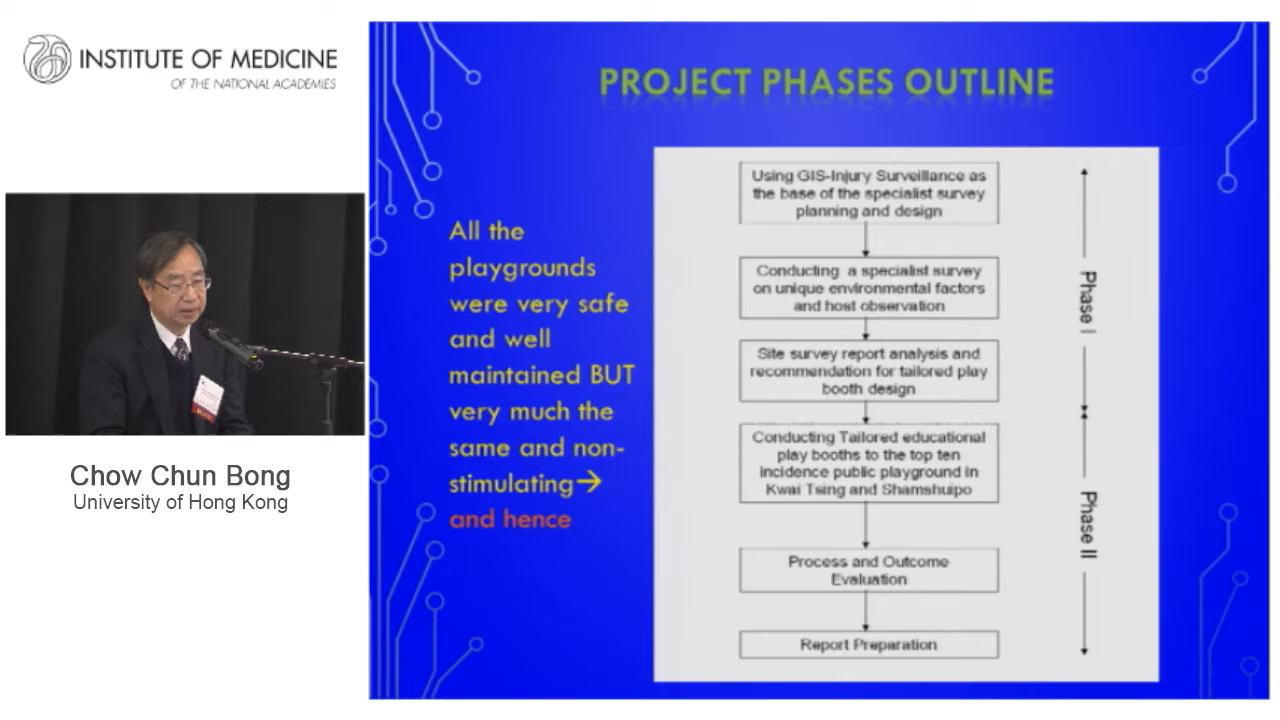 INSTITUTE OF MEDICINE
OF THE NATIONAL ACADEMIES
Chow Chun Bong
University of Hong Kong
PROJECT PHASES OUTLINE
All the
playgrounds
were very safe
and well
maintained BUT
very much the
same and non-
stimulating→
and hence
Using GIS-Injury Surveillance as
the base of the specialist survey
planning and design
Conducting a specialist survey
on unique environmental factors
and host observation
Site survey report analysis and
recommendation for tailored play
booth design
Conducting Tailored educational
play booths to the top ten
incidence public playground in
Kwai Tsing and Shamshuipo
Process and Outcome
Evaluation
Report Preparation
Phase I
Phase II